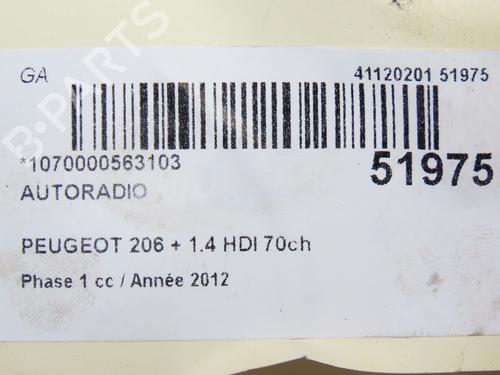 GA 41120201 51975
*1070000563103 51975
AUTORADIO
PEUGEOT 206 + 1.4 HDI 70ch
Phase 1 cc / Année 2012
B-PARTS